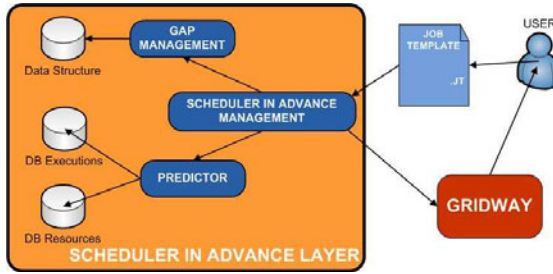 GAP
MANAGEMENT
Data Structure
SCHEDULER IN ADVANCE
MANAGEMENT
DB Executions
PREDICTOR
DB Resources
SCHEDULER IN ADVANCE LAYER
JOB
TEMPLATE
.JT
USER
GRIDWAY